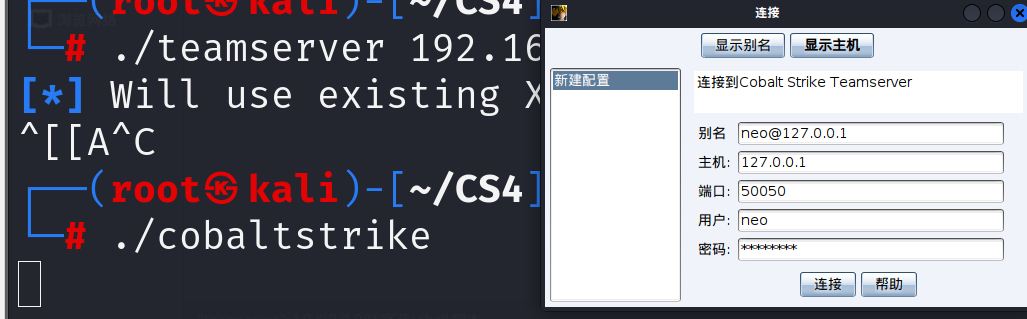 (root㉿kali)-[~/CS4]
# ./teamserver 192.16
[*] Will use existing X
^[[A^C
(root㉿kali)-[~/CS4]
# ./cobaltstrike
连接
显示别名 显示主机
新建配置
连接到Cobalt Strike Teamserver
别名 neo@127.0.0.1
主机: 127.0.0.1
端口: 50050
用户: neo
密码: ********
连接 帮助